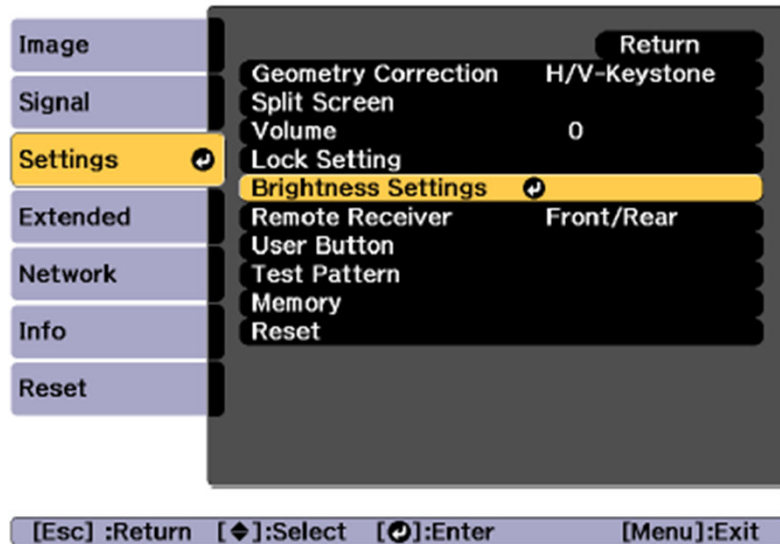 Image
Signal
Settings
Extended
Network
Info
Reset
Return
Geometry Correction H/V-Keystone
Split Screen
Volume 0
Lock Setting
Brightness Settings
Remote Receiver Front/Rear
User Button
Test Pattern
Memory
Reset
[Esc] :Return [◆]:Select [↵]:Enter [Menu]:Exit